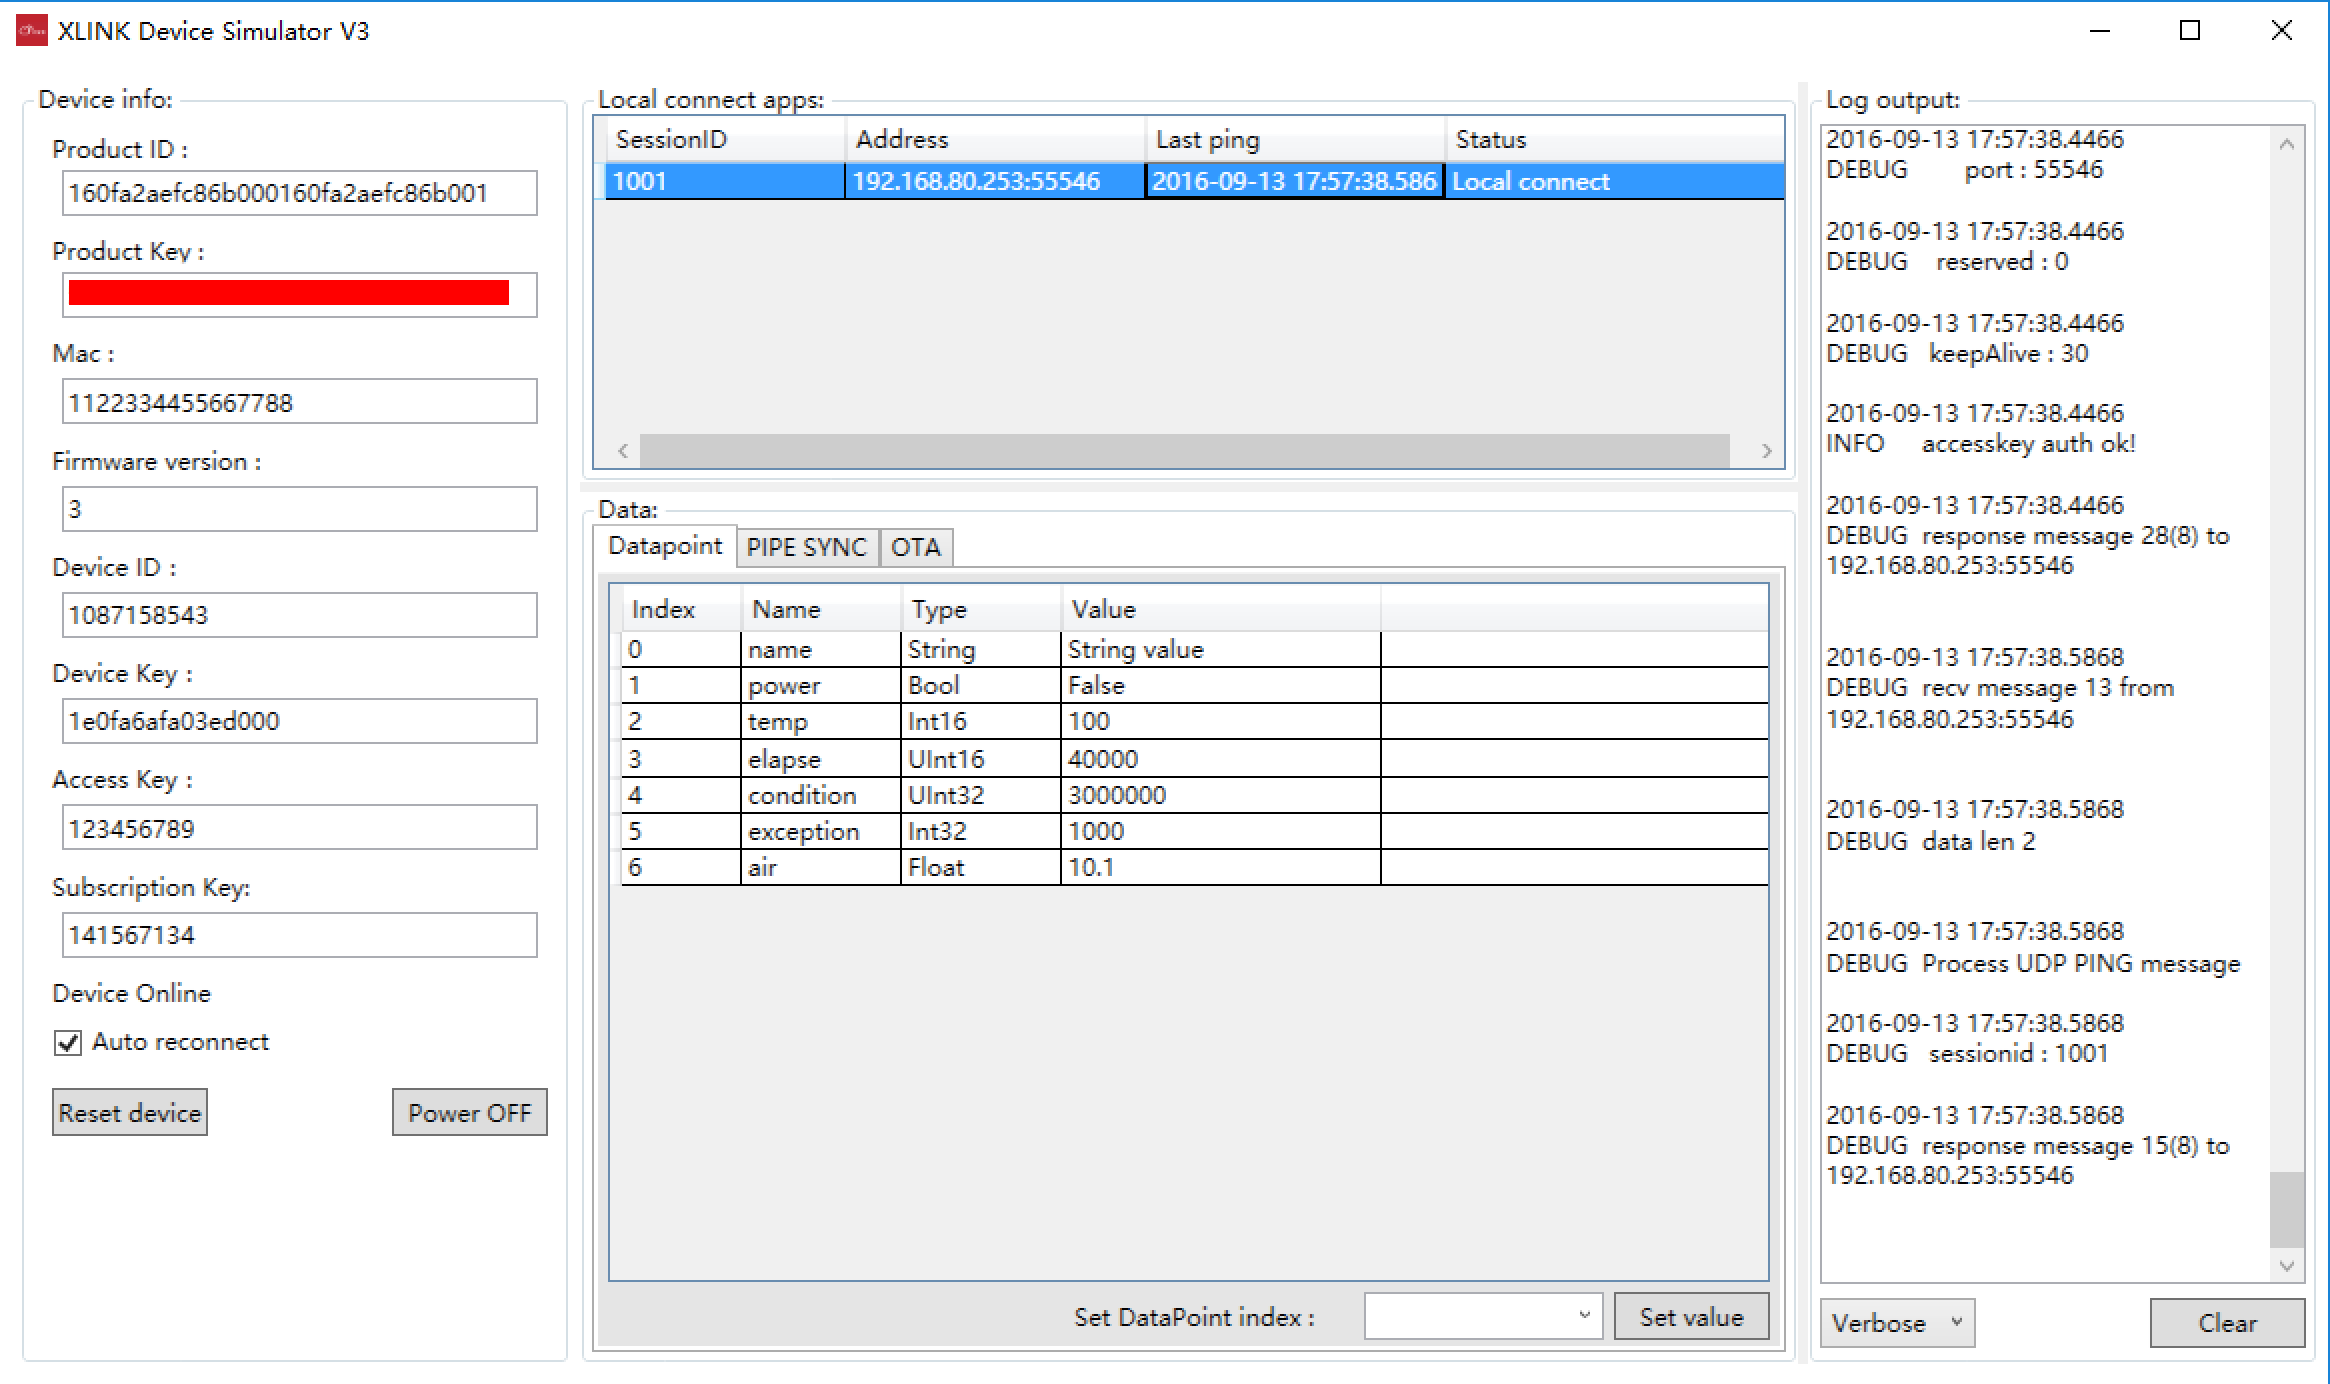 XLINK Device Simulator V3
Device info:
Product ID :
160fa2aefc86b000160fa2aefc86b001
Product Key :
Mac :
1122334455667788
Firmware version :
3
Device ID :
1087158543
Device Key :
1e0fa6afa03ed000
Access Key :
123456789
Subscription Key:
141567134
Device Online
Auto reconnect
Reset device Power OFF
Local connect apps:
SessionID Address Last ping Status
1001 192.168.80.253:55546 2016-09-13 17:57:38.586 Local connect
Data:
Datapoint PIPE SYNC OTA
Index Name Type Value
0 name String String value
1 power Bool False
2 temp Int16 100
3 elapse UInt16 40000
4 condition UInt32 3000000
5 exception Int32 1000
6 air Float 10.1
Set DataPoint index : Set value
Log output:
2016-09-13 17:57:38.4466
DEBUG port : 55546
2016-09-13 17:57:38.4466
DEBUG reserved : 0
2016-09-13 17:57:38.4466
DEBUG keepAlive : 30
2016-09-13 17:57:38.4466
INFO accesskey auth ok!
2016-09-13 17:57:38.4466
DEBUG response message 28(8) to
192.168.80.253:55546
2016-09-13 17:57:38.5868
DEBUG recv message 13 from
192.168.80.253:55546
2016-09-13 17:57:38.5868
DEBUG data len 2
2016-09-13 17:57:38.5868
DEBUG Process UDP PING message
2016-09-13 17:57:38.5868
DEBUG sessionid : 1001
2016-09-13 17:57:38.5868
DEBUG response message 15(8) to
192.168.80.253:55546
Verbose Clear